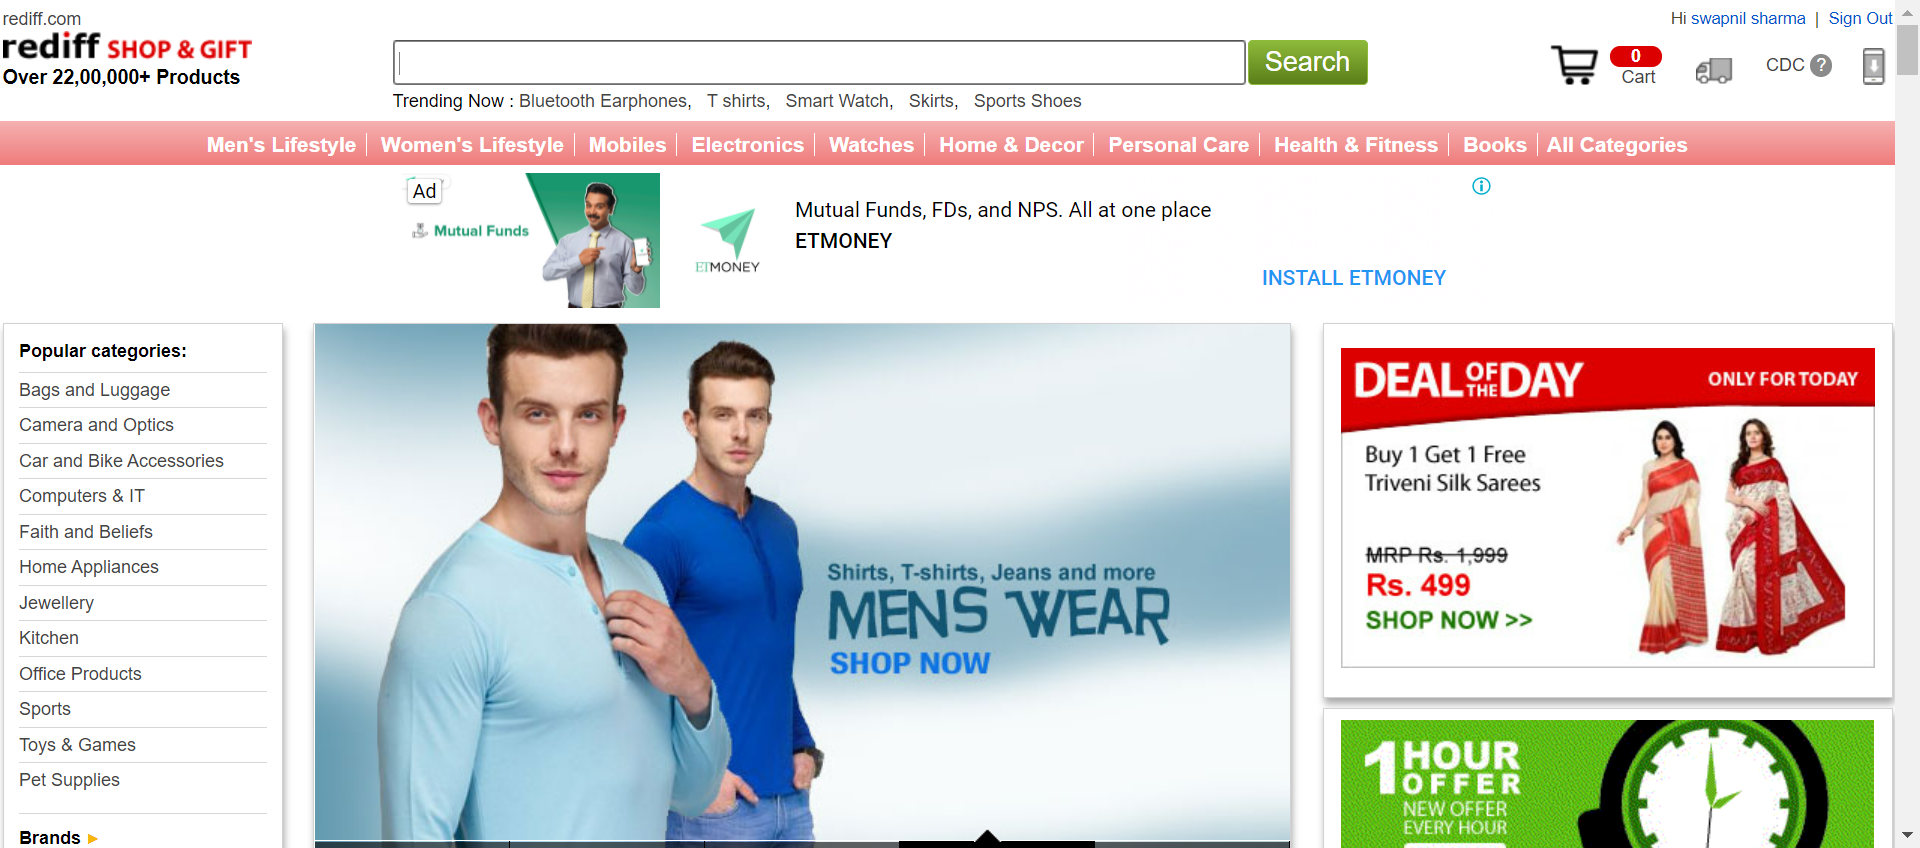 rediff.com
Hi swapnil sharma | Sign Out
rediff SHOP & GIFT
Over 22,00,000+ Products
Search
0
Cart
CDC ?
Trending Now : Bluetooth Earphones, T shirts, Smart Watch, Skirts, Sports Shoes
Men's Lifestyle Women's Lifestyle Mobiles Electronics Watches Home & Decor Personal Care Health & Fitness Books All Categories
Ad
Mutual Funds
ETMONEY
Mutual Funds, FDs, and NPS. All at one place
ETMONEY
INSTALL ETMONEY
Popular categories:
Bags and Luggage
Camera and Optics
Car and Bike Accessories
Computers & IT
Faith and Beliefs
Home Appliances
Jewellery
Kitchen
Office Products
Sports
Toys & Games
Pet Supplies
Brands
Shirts, T-shirts, Jeans and more
MENS WEAR
SHOP NOW
DEAL OF THE DAY ONLY FOR TODAY
Buy 1 Get 1 Free
Triveni Silk Sarees
MRP Rs. 1,999
Rs. 499
SHOP NOW >>
1 HOUR
OFFER
NEW OFFER
EVERY HOUR